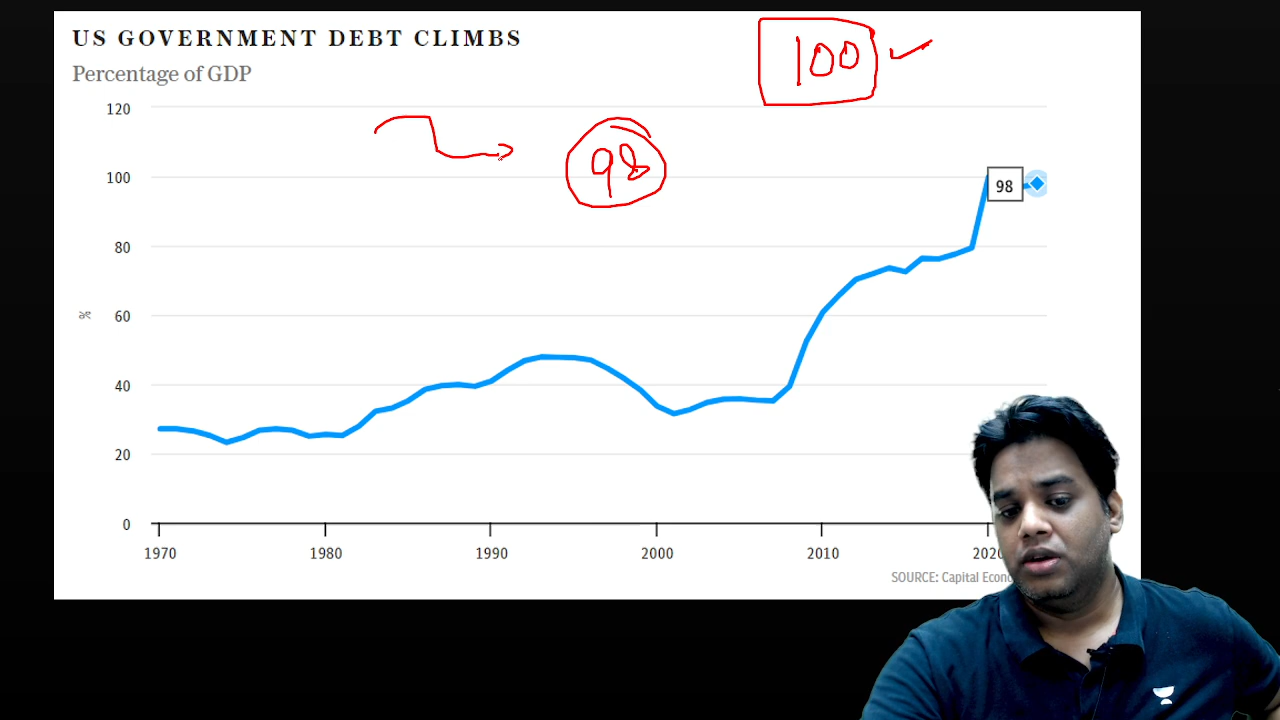 US GOVERNMENT DEBT CLIMBS
Percentage of GDP
100
120
98
100
98
80
%
60
40
20
0
1970 1980 1990 2000 2010 2020
SOURCE: Capital